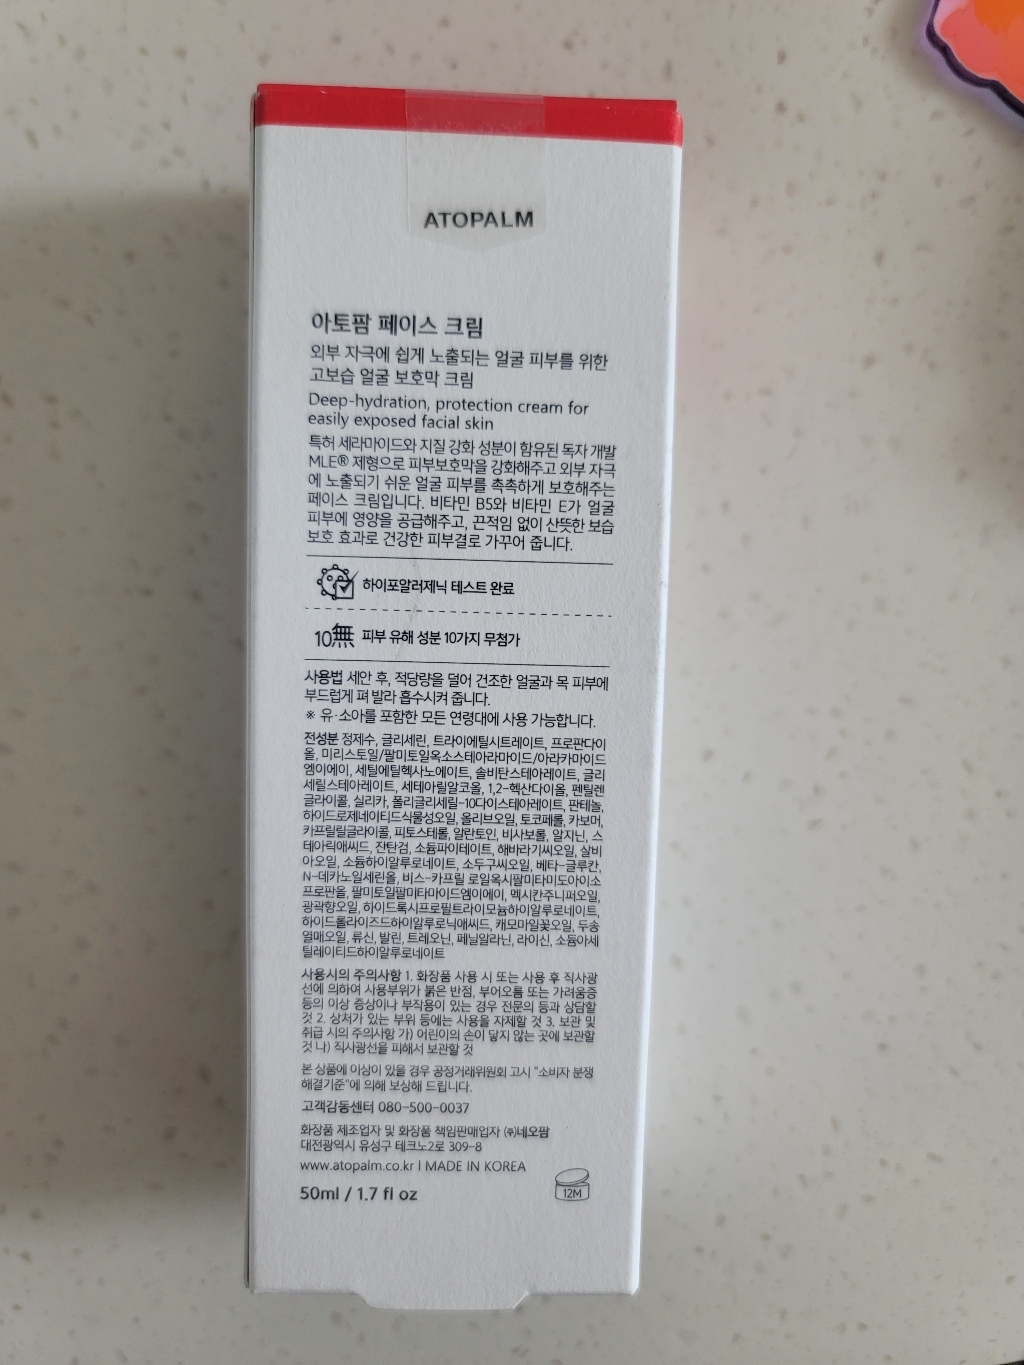 ATOPALM
아토팜 페이스 크림
외부 자극에 쉽게 노출되는 얼굴 피부를 위한
고보습 얼굴 보호막 크림
Deep-hydration, protection cream for
easily exposed facial skin
특허 세라마이드와 지질 강화 성분이 함유된 독자 개발
MLE® 제형으로 피부보호막을 강화해주고 외부 자극
에 노출되기 쉬운 얼굴 피부를 촉촉하게 보호해주는
페이스 크림입니다. 비타민 B5와 비타민 E가 얼굴
피부에 영양을 공급해주고, 끈적임 없이 산뜻한 보습
보호 효과로 건강한 피부결로 가꾸어 줍니다.
하이포알러제닉 테스트 완료
10無 피부 유해 성분 10가지 무첨가
사용법 세안 후, 적당량을 덜어 건조한 얼굴과 목 피부에
부드럽게 펴 발라 흡수시켜 줍니다.
※ 유·소아를 포함한 모든 연령대에 사용 가능합니다.
전성분 정제수, 글리세린, 트라이에틸시트레이트, 프로판다이
올, 미리스토일/팔미토일옥소스테아라마이드/아라카마이드
엠이에이, 세틸에틸헥사노에이트, 솔비탄스테아레이트, 글리
세릴스테아레이트, 세테아릴알코올, 1,2-헥산다이올, 펜틸렌
글라이콜, 실리카, 폴리글리세릴-10다이스테아레이트, 판테놀,
하이드로제네이티드식물성오일, 올리브오일, 토코페롤, 카보머,
카프릴릴글라이콜, 피토스테롤, 알란토인, 비사보롤, 알지닌, 스
테아릭애씨드, 잔탄검, 소듐파이테이트, 해바라기씨오일, 살비
아오일, 소듐하이알루로네이트, 소두구씨오일, 베타-글루칸,
N-데카노일세린올, 비스-카프릴 로일옥시팔미타미도아이소
프로판올, 팔미토일팔미타마이드엠이에이, 멕시칸주니퍼오일,
광곽향오일, 하이드록시프로필트라이모늄하이알루로네이트,
하이드롤라이즈드하이알루로닉애씨드, 캐모마일꽃오일, 두송
열매오일, 류신, 발린, 트레오닌, 페닐알라닌, 라이신, 소듐아세
틸레이티드하이알루로네이트
사용시의 주의사항 1. 화장품 사용 시 또는 사용 후 직사광
선에 의하여 사용부위가 붉은 반점, 부어오름 또는 가려움증
등의 이상 증상이나 부작용이 있는 경우 전문의 등과 상담할
것 2. 상처가 있는 부위 등에는 사용을 자제할 것 3. 보관 및
취급 시의 주의사항 가) 어린이의 손이 닿지 않는 곳에 보관할
것 나) 직사광선을 피해서 보관할 것
본 상품에 이상이 있을 경우 공정거래위원회 고시 "소비자 분쟁
해결기준"에 의해 보상해 드립니다.
고객감동센터 080-500-0037
화장품 제조업자 및 화장품 책임판매업자 ㈜네오팜
대전광역시 유성구 테크노2로 309-8
www.atopalm.co.kr | MADE IN KOREA
50ml / 1.7 fl oz
12M